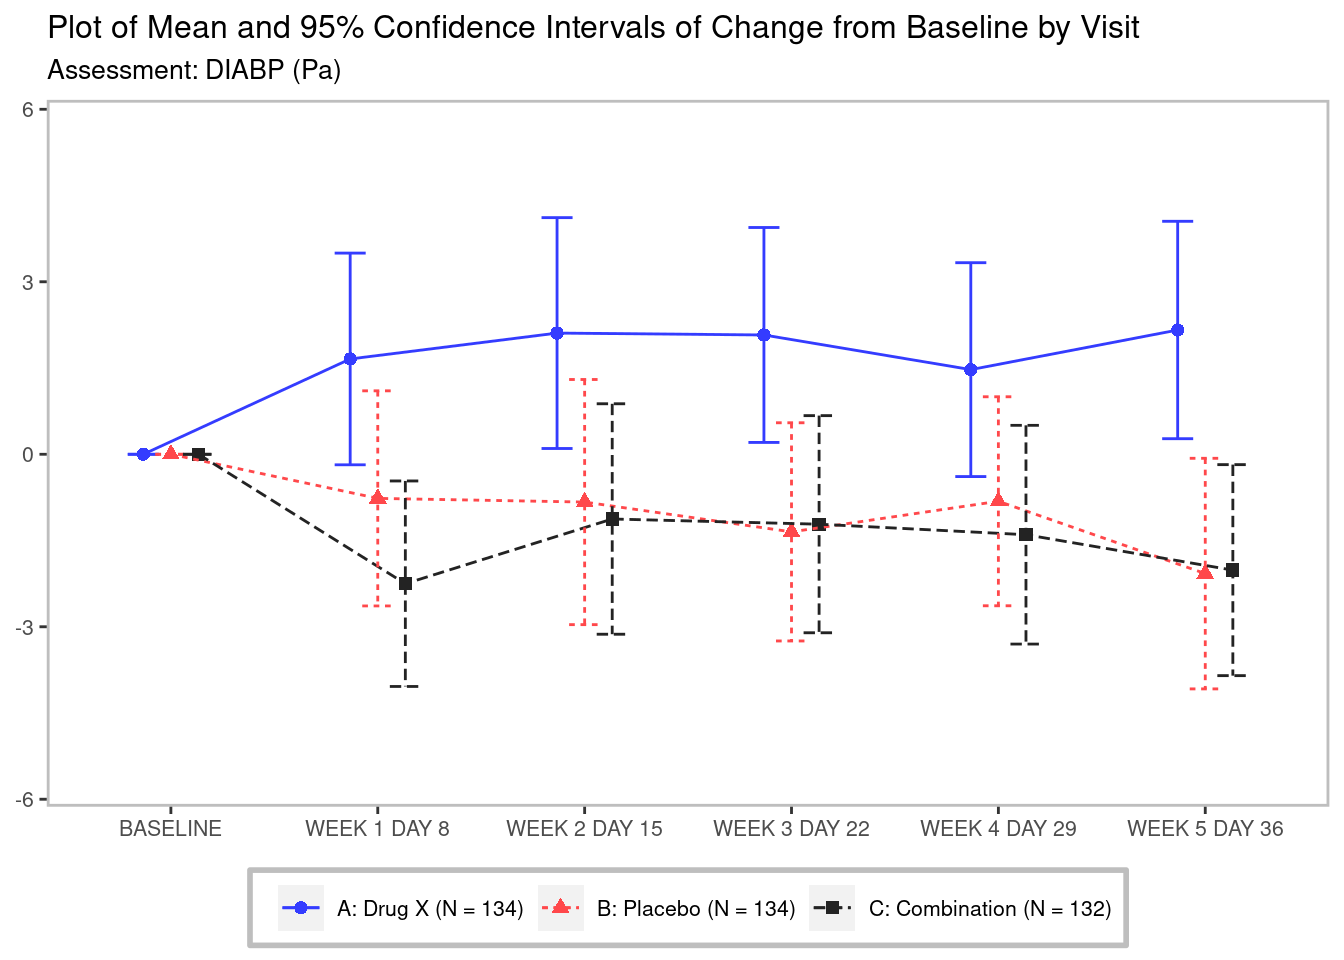 Plot of Mean and 95% Confidence Intervals of Change from Baseline by Visit
Assessment: DIABP (Pa)
6
3
0
-3
-6
BASELINE WEEK 1 DAY 8 WEEK 2 DAY 15 WEEK 3 DAY 22 WEEK 4 DAY 29 WEEK 5 DAY 36
A: Drug X (N = 134) B: Placebo (N = 134) C: Combination (N = 132)